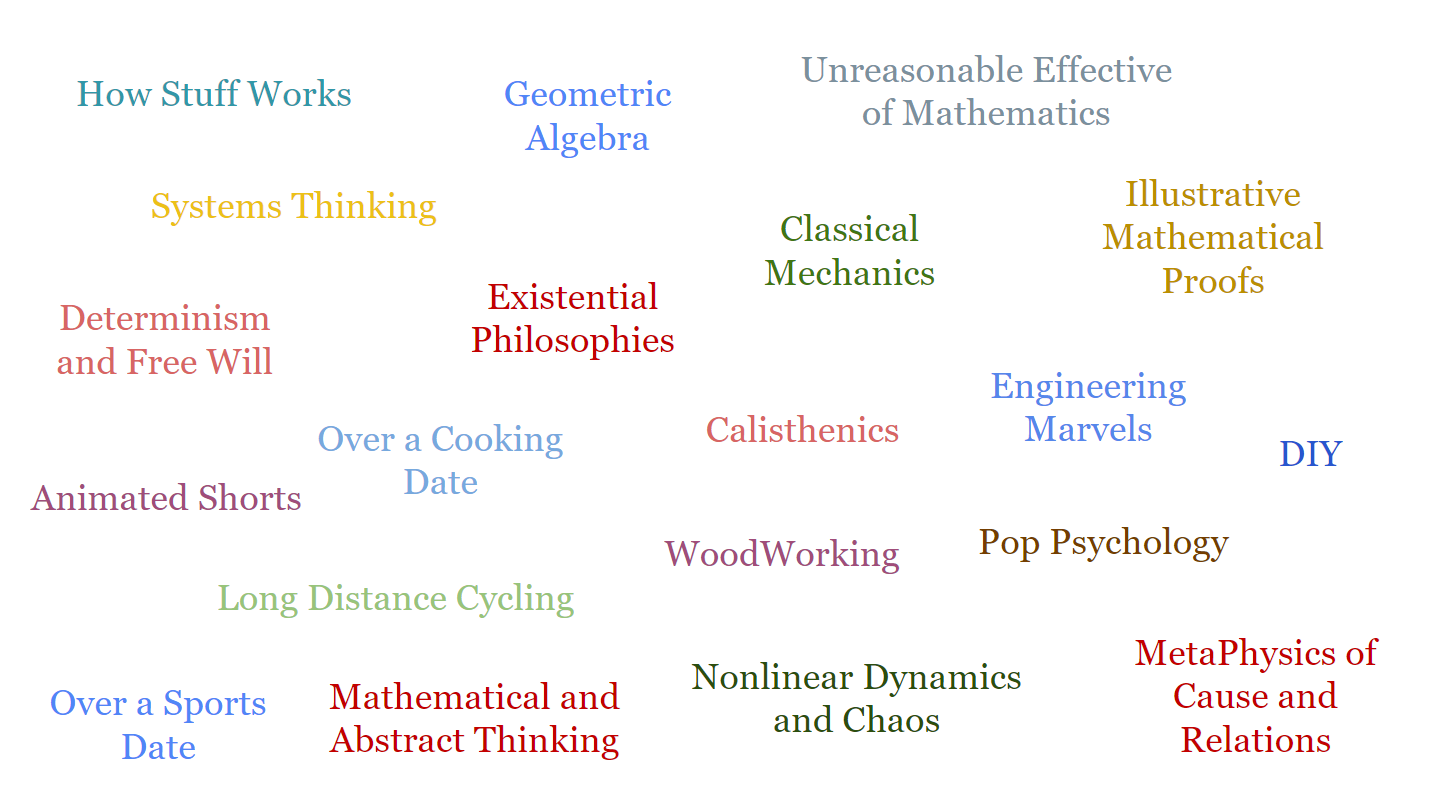 How Stuff Works
Geometric
Algebra
Unreasonable Effective
of Mathematics
Systems Thinking
Classical
Mechanics
Illustrative
Mathematical
Proofs
Determinism
and Free Will
Existential
Philosophies
Engineering
Marvels
Over a Cooking
Date
Calisthenics
DIY
Animated Shorts
WoodWorking
Pop Psychology
Long Distance Cycling
Over a Sports
Date
Mathematical and
Abstract Thinking
Nonlinear Dynamics
and Chaos
MetaPhysics of
Cause and
Relations